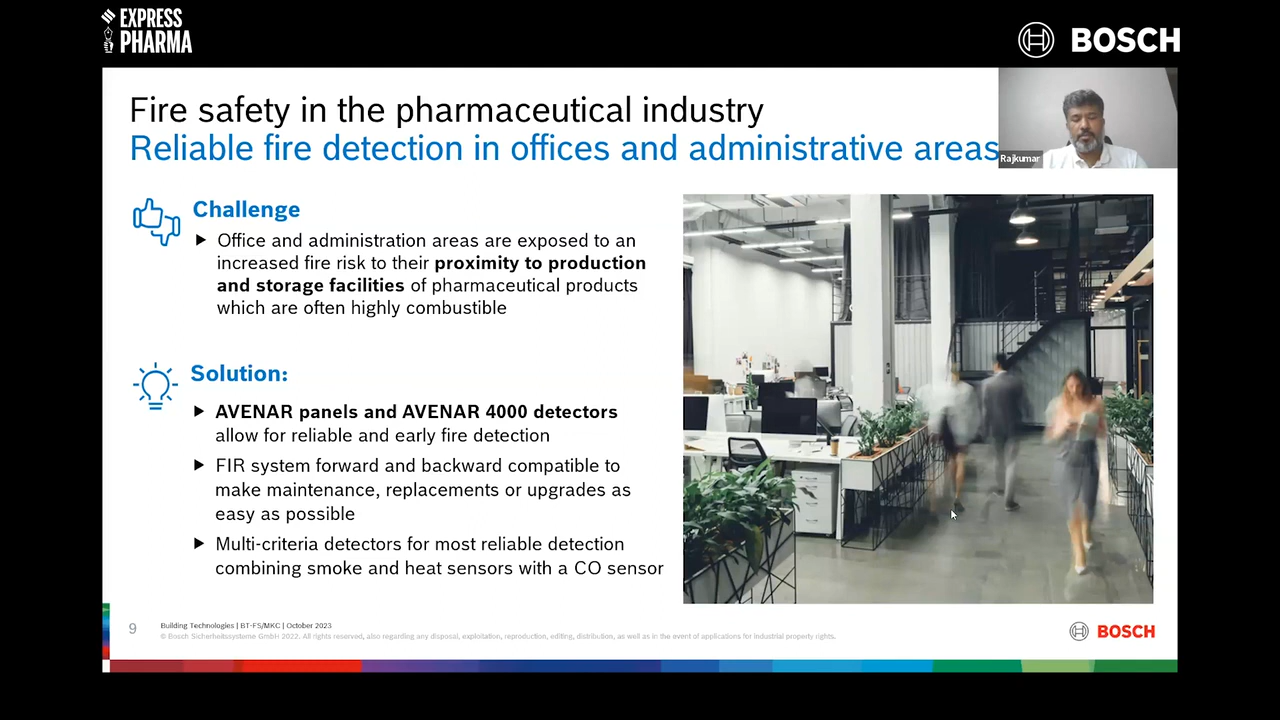 EXPRESS
PHARMA
BOSCH
Fire safety in the pharmaceutical industry
Reliable fire detection in offices and administrative areas
Rajkumar
Challenge
Office and administration areas are exposed to an
increased fire risk to their proximity to production
and storage facilities of pharmaceutical products
which are often highly combustible
Solution:
AVENAR panels and AVENAR 4000 detectors
allow for reliable and early fire detection
FIR system forward and backward compatible to
make maintenance, replacements or upgrades as
easy as possible
Multi-criteria detectors for most reliable detection
combining smoke and heat sensors with a CO sensor
9
Building Technologies | BT-FS/MKC | October 2023
© Bosch Sicherheitssysteme GmbH 2022. All rights reserved, also regarding any disposal, exploitation, reproduction, editing, distribution, as well as in the event of applications for industrial property rights.
BOSCH